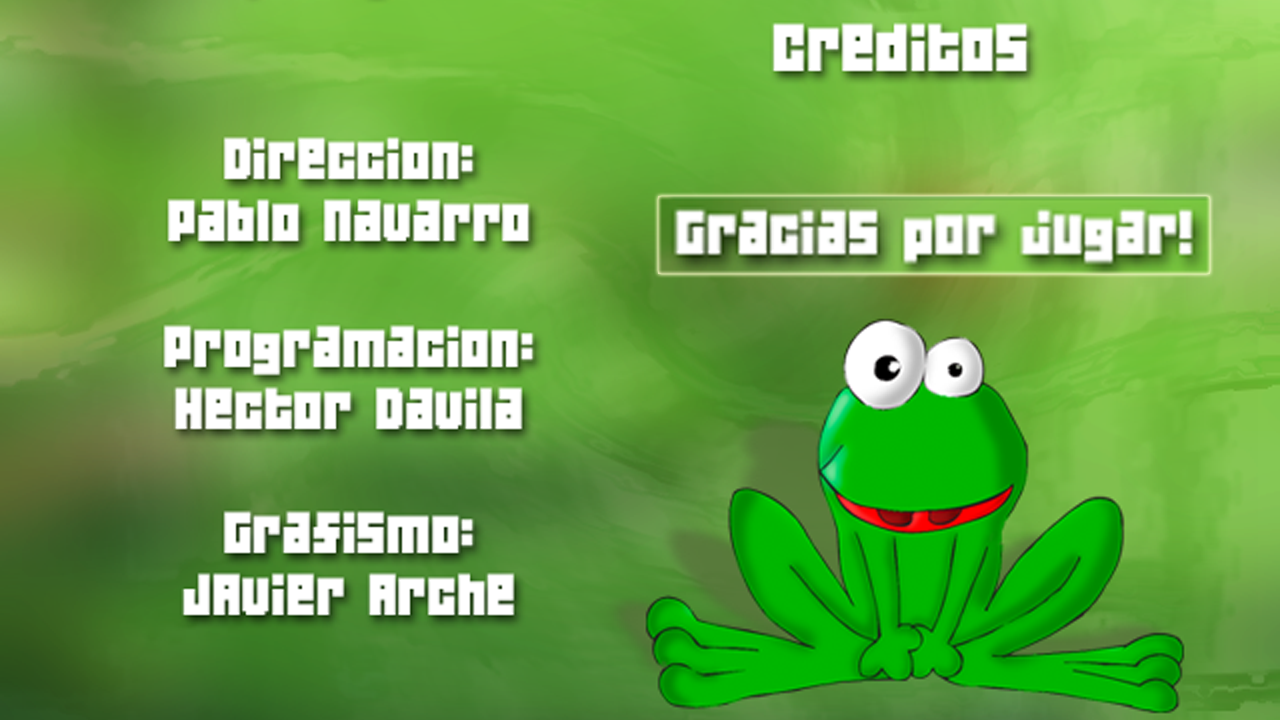 Creditos
Direccion:
Pablo Navarro
Gracias por jugar!
Programacion:
Hector Davila
Grafismo:
Javier Arche